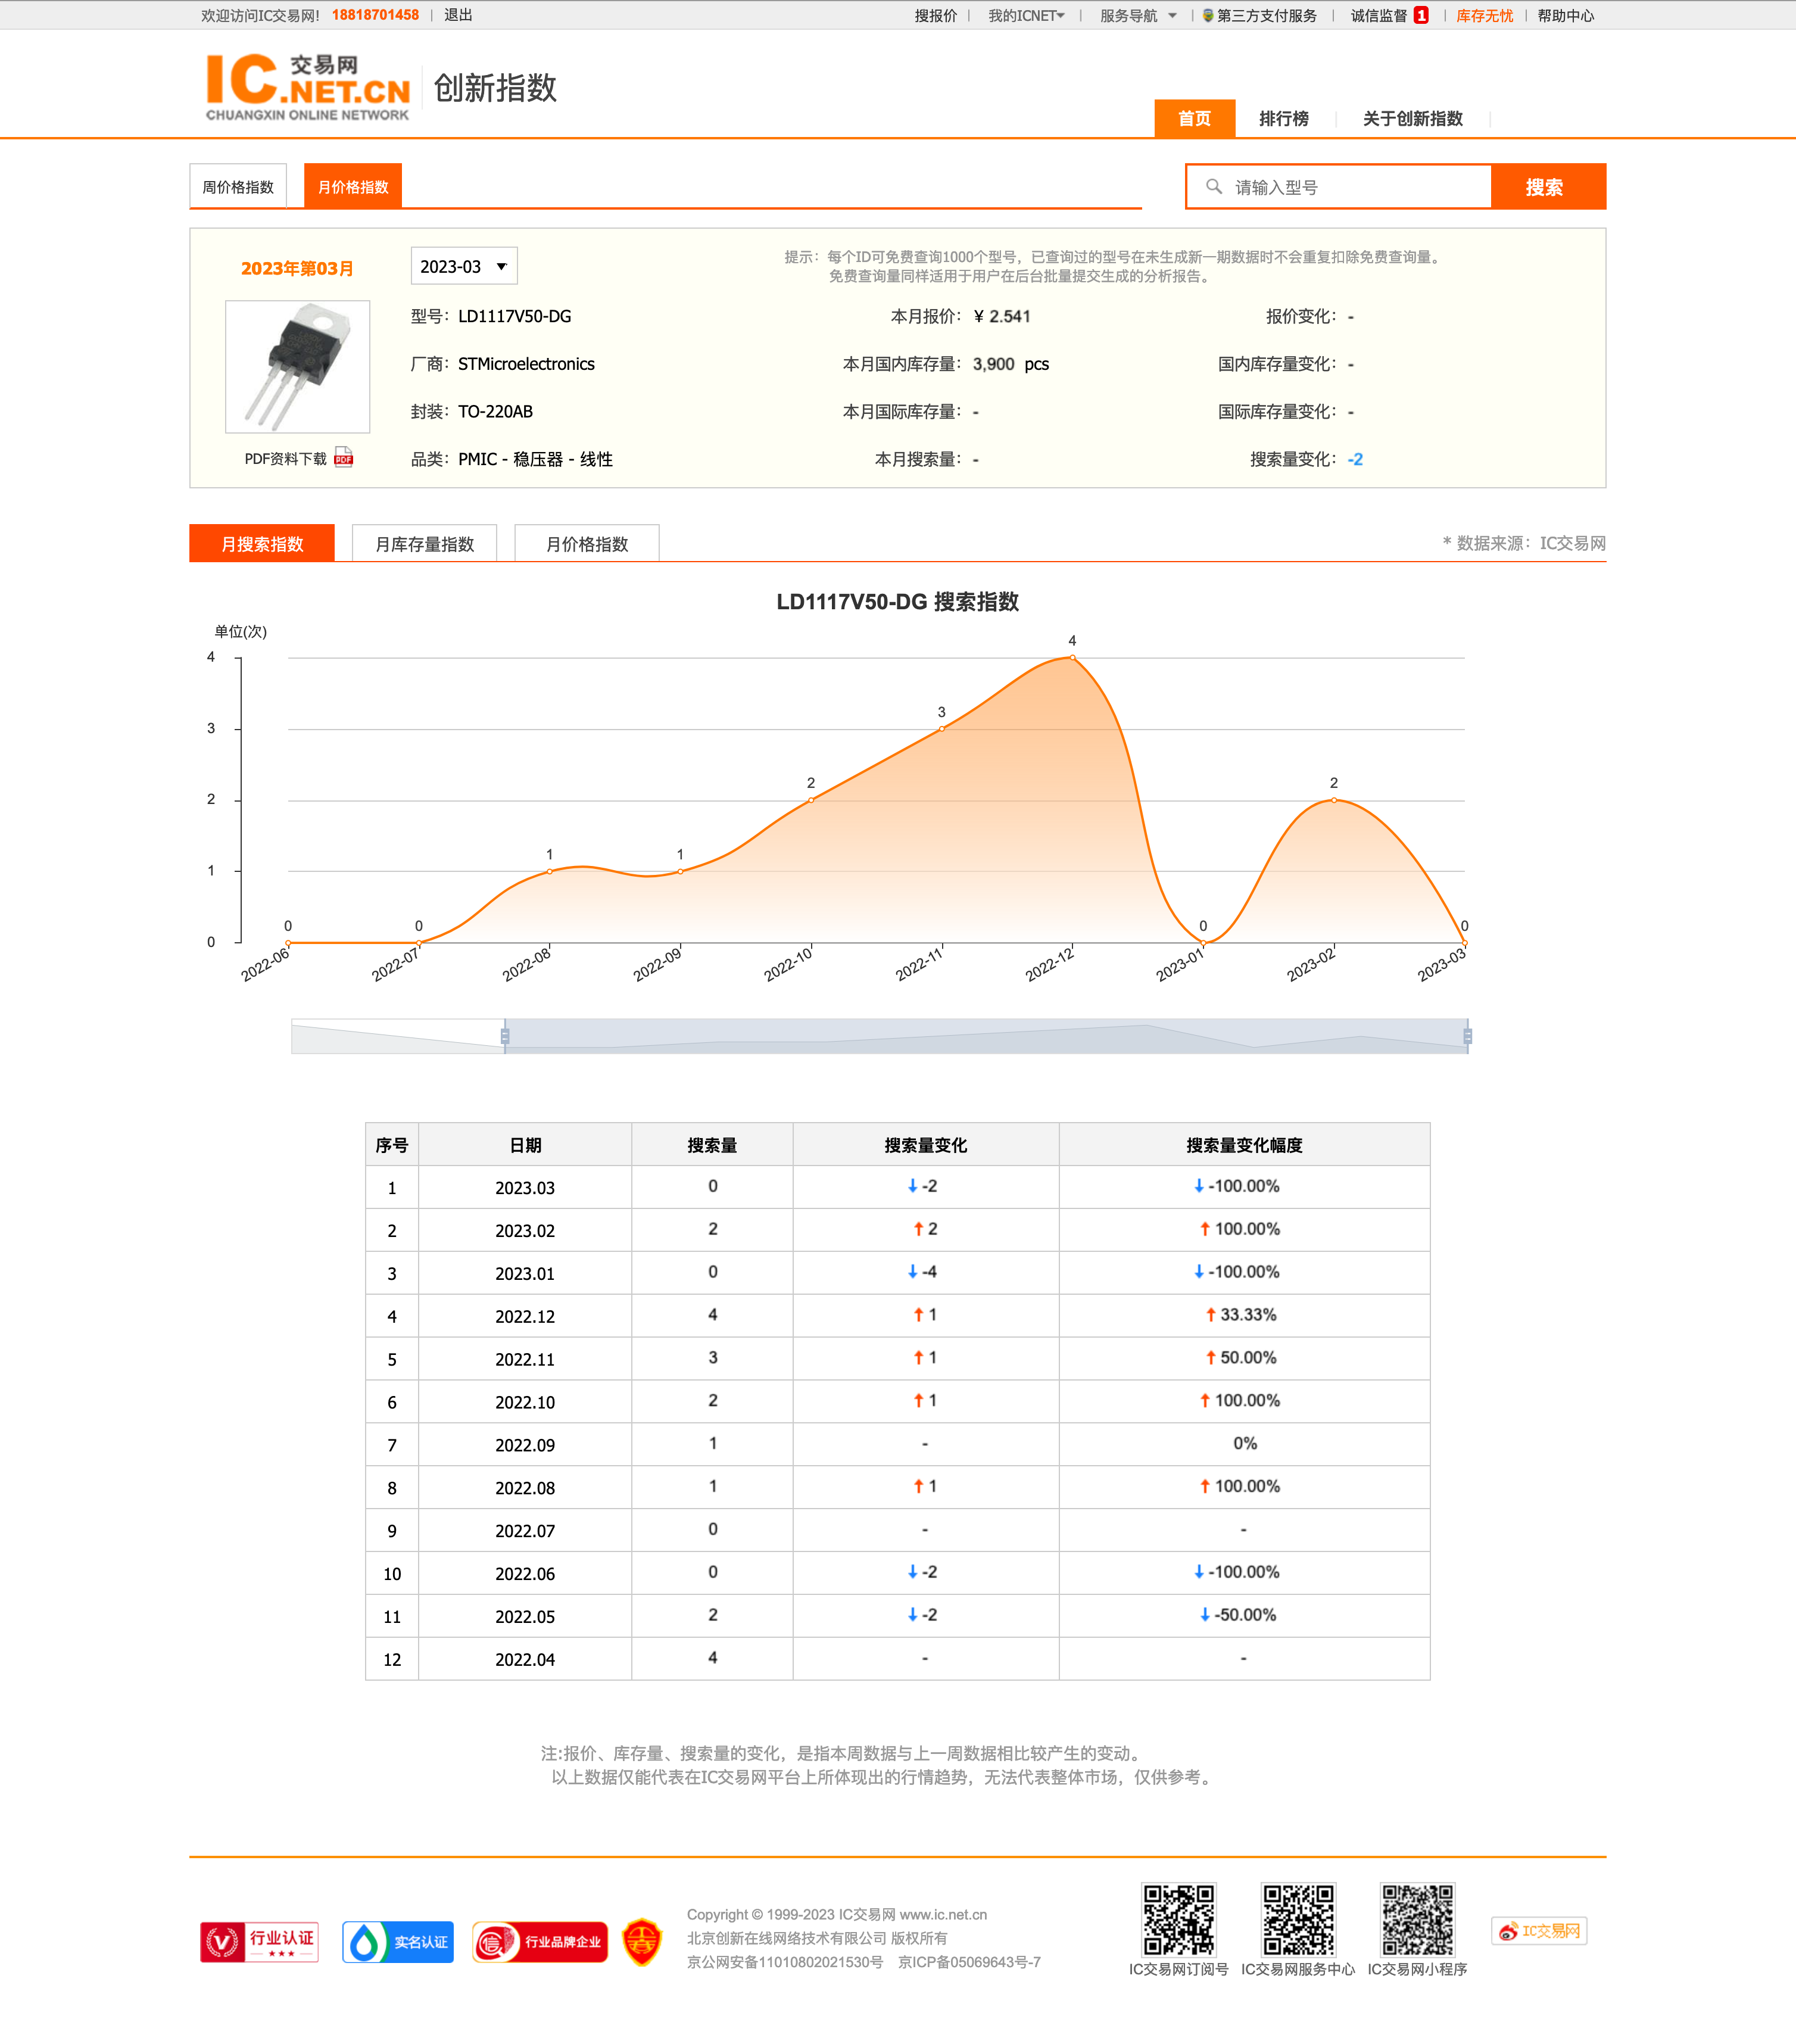 欢迎访问IC交易网! 18818701458 | 退出
搜报价 | 我的ICNET | 服务导航 | 第三方支付服务 | 诚信监督 1 | 库存无忧 | 帮助中心
IC.NET.CN 交易网
CHUANGXIN ONLINE NETWORK
创新指数
首页 排行榜 关于创新指数
周价格指数 月价格指数
请输入型号 搜索
2023年第03月 2023-03
提示：每个ID可免费查询1000个型号，已查询过的型号在未生成新一期数据时不会重复扣除免费查询量。
免费查询量同样适用于用户在后台批量提交生成的分析报告。
型号：LD1117V50-DG 本月报价：¥ 2.541 报价变化：-
厂商：STMicroelectronics 本月国内库存量：3,900 pcs 国内库存量变化：-
封装：TO-220AB 本月国际库存量：- 国际库存量变化：-
PDF资料下载 PDF
品类：PMIC - 稳压器 - 线性 本月搜索量：- 搜索量变化：-2
月搜索指数 月库存量指数 月价格指数 * 数据来源：IC交易网
LD1117V50-DG 搜索指数
单位(次)
4
3
2
1
0
0 0 1 1 2 3 4 0 2 0
2022-06 2022-07 2022-08 2022-09 2022-10 2022-11 2022-12 2023-01 2023-02 2023-03
序号 日期 搜索量 搜索量变化 搜索量变化幅度
1 2023.03 0 ↓-2 ↓-100.00%
2 2023.02 2 ↑2 ↑100.00%
3 2023.01 0 ↓-4 ↓-100.00%
4 2022.12 4 ↑1 ↑33.33%
5 2022.11 3 ↑1 ↑50.00%
6 2022.10 2 ↑1 ↑100.00%
7 2022.09 1 - 0%
8 2022.08 1 ↑1 ↑100.00%
9 2022.07 0 - -
10 2022.06 0 ↓-2 ↓-100.00%
11 2022.05 2 ↓-2 ↓-50.00%
12 2022.04 4 - -
注:报价、库存量、搜索量的变化，是指本周数据与上一周数据相比较产生的变动。
以上数据仅能代表在IC交易网平台上所体现出的行情趋势，无法代表整体市场，仅供参考。
行业认证
实名认证
信 行业品牌企业
Copyright © 1999-2023 IC交易网 www.ic.net.cn
北京创新在线网络技术有限公司 版权所有
京公网安备11010802021530号 京ICP备05069643号-7
IC交易网订阅号 IC交易网服务中心 IC交易网小程序
IC交易网